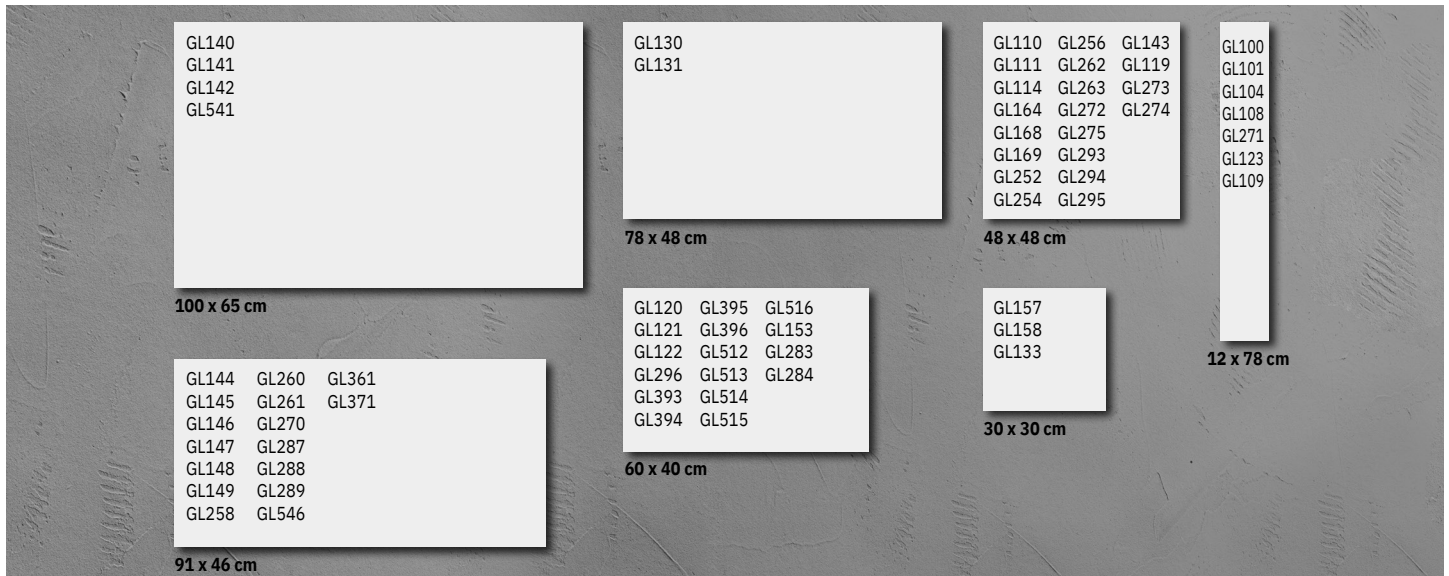 GL140
GL141
GL142
GL541
100 x 65 cm
GL130
GL131
78 x 48 cm
GL110 GL256 GL143
GL111 GL262 GL119
GL114 GL263 GL273
GL164 GL272 GL274
GL168 GL275
GL169 GL293
GL252 GL294
GL254 GL295
48 x 48 cm
GL100
GL101
GL104
GL108
GL271
GL123
GL109
12 x 78 cm
GL144 GL260 GL361
GL145 GL261 GL371
GL146 GL270
GL147 GL287
GL148 GL288
GL149 GL289
GL258 GL546
91 x 46 cm
GL120 GL395 GL516
GL121 GL396 GL153
GL122 GL512 GL283
GL296 GL513 GL284
GL393 GL514
GL394 GL515
60 x 40 cm
GL157
GL158
GL133
30 x 30 cm